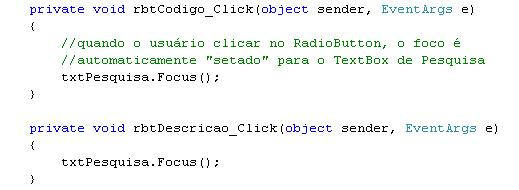 private void rbtCodigo_Click(object sender, EventArgs e)
{
//quando o usuário clicar no RadioButton, o foco é
//automaticamente "setado" para o TextBox de Pesquisa
txtPesquisa.Focus();
}
private void rbtDescricao_Click(object sender, EventArgs e)
{
txtPesquisa.Focus();
}